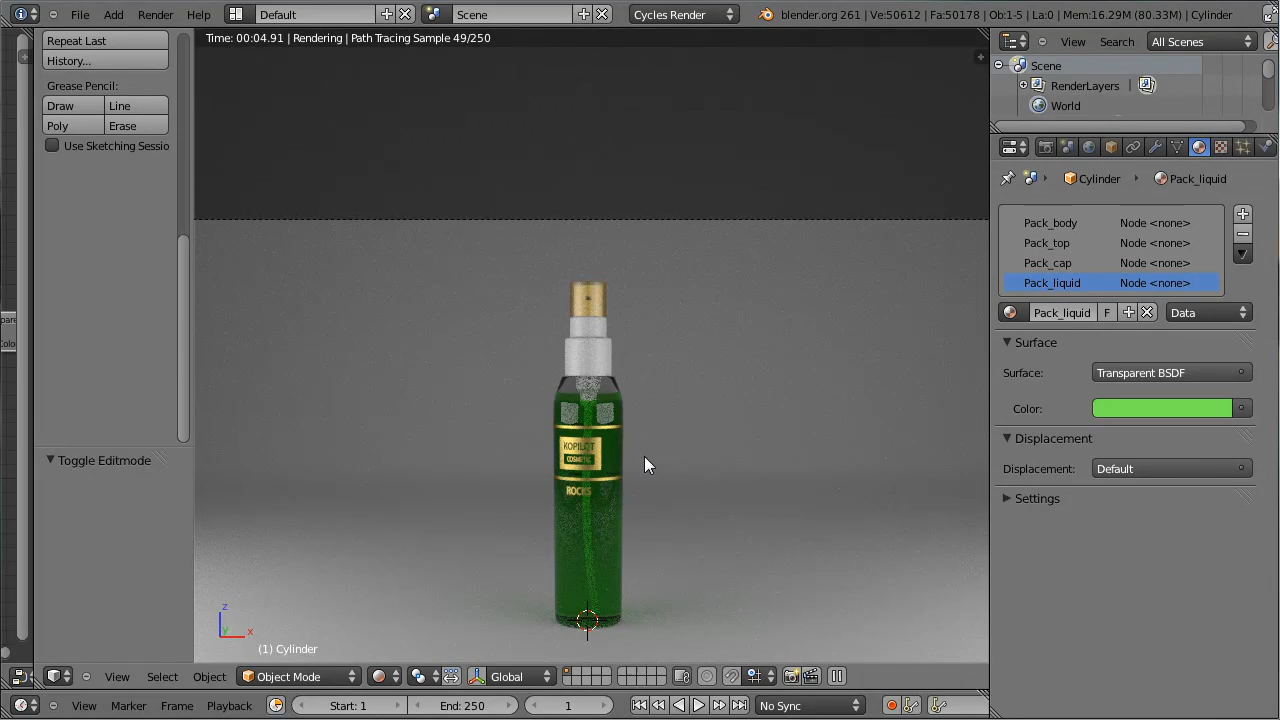 File Add Render Help Default Scene Cycles Render blender.org 261 | Ve:50612 | Fa:50178 | Ob:1-5 | La:0 | Mem:16.29M (80.33M) | Cylinder
Time: 00:04.91 | Rendering | Path Tracing Sample 49/250
Repeat Last
History...
Grease Pencil:
Draw Line
Poly Erase
Use Sketching Sessio
Toggle Editmode
KOPILOT
COSMETIC
ROCKS
z
y x
(1) Cylinder
View Search All Scenes
Scene
RenderLayers |
World
Cylinder Pack_liquid
Pack_body Node <none>
Pack_top Node <none>
Pack_cap Node <none>
Pack_liquid Node <none>
Pack_liquid F Data
Surface
Surface: Transparent BSDF
Color:
Displacement
Displacement: Default
Settings
View Select Object Object Mode Global
View Marker Frame Playback Start: 1 End: 250 1 No Sync